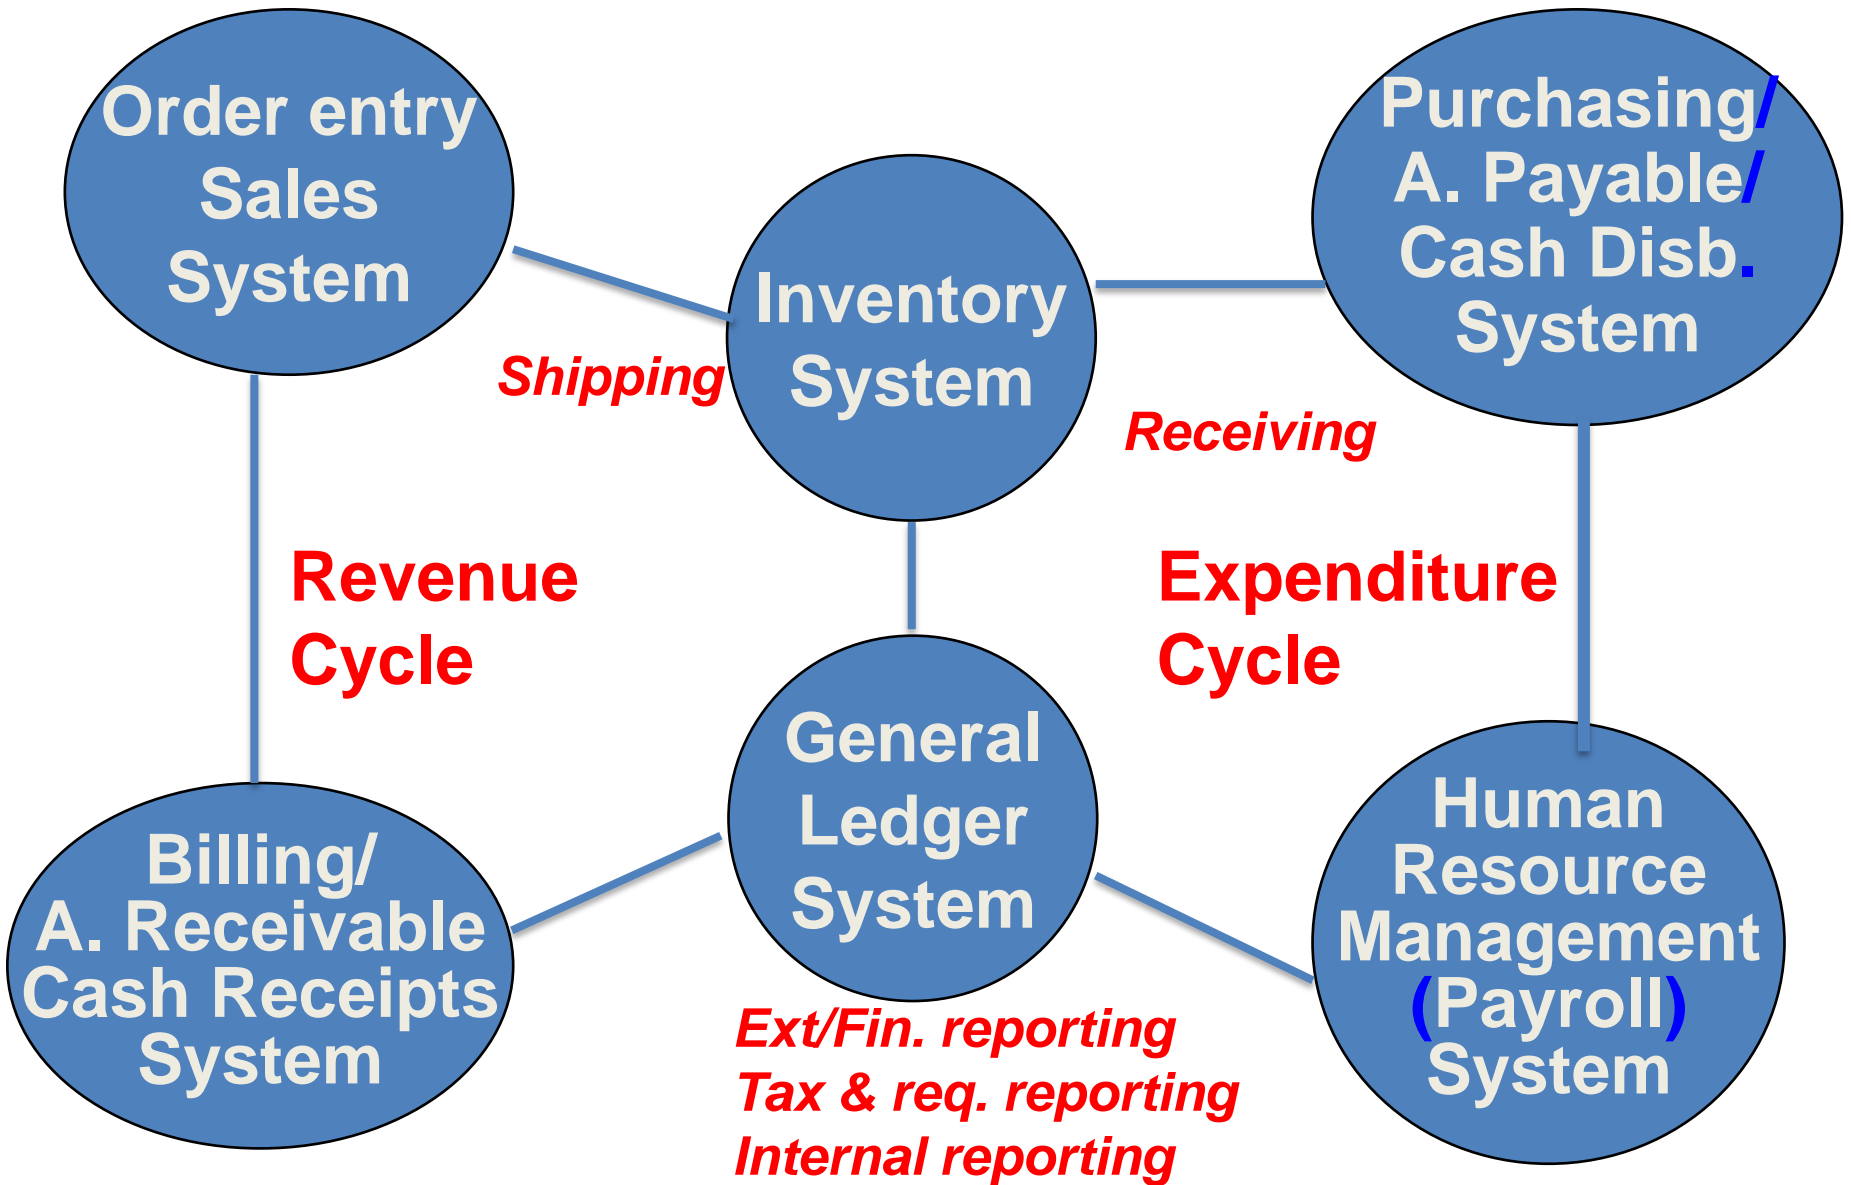 Order entry
Sales
System
Inventory
System
Purchasing/
A. Payable/
Cash Disb.
System
Shipping
Receiving
Revenue
Cycle
Expenditure
Cycle
Billing/
A. Receivable
Cash Receipts
System
General
Ledger
System
Human
Resource
Management
(Payroll)
System
Ext/Fin. reporting
Tax & req. reporting
Internal reporting